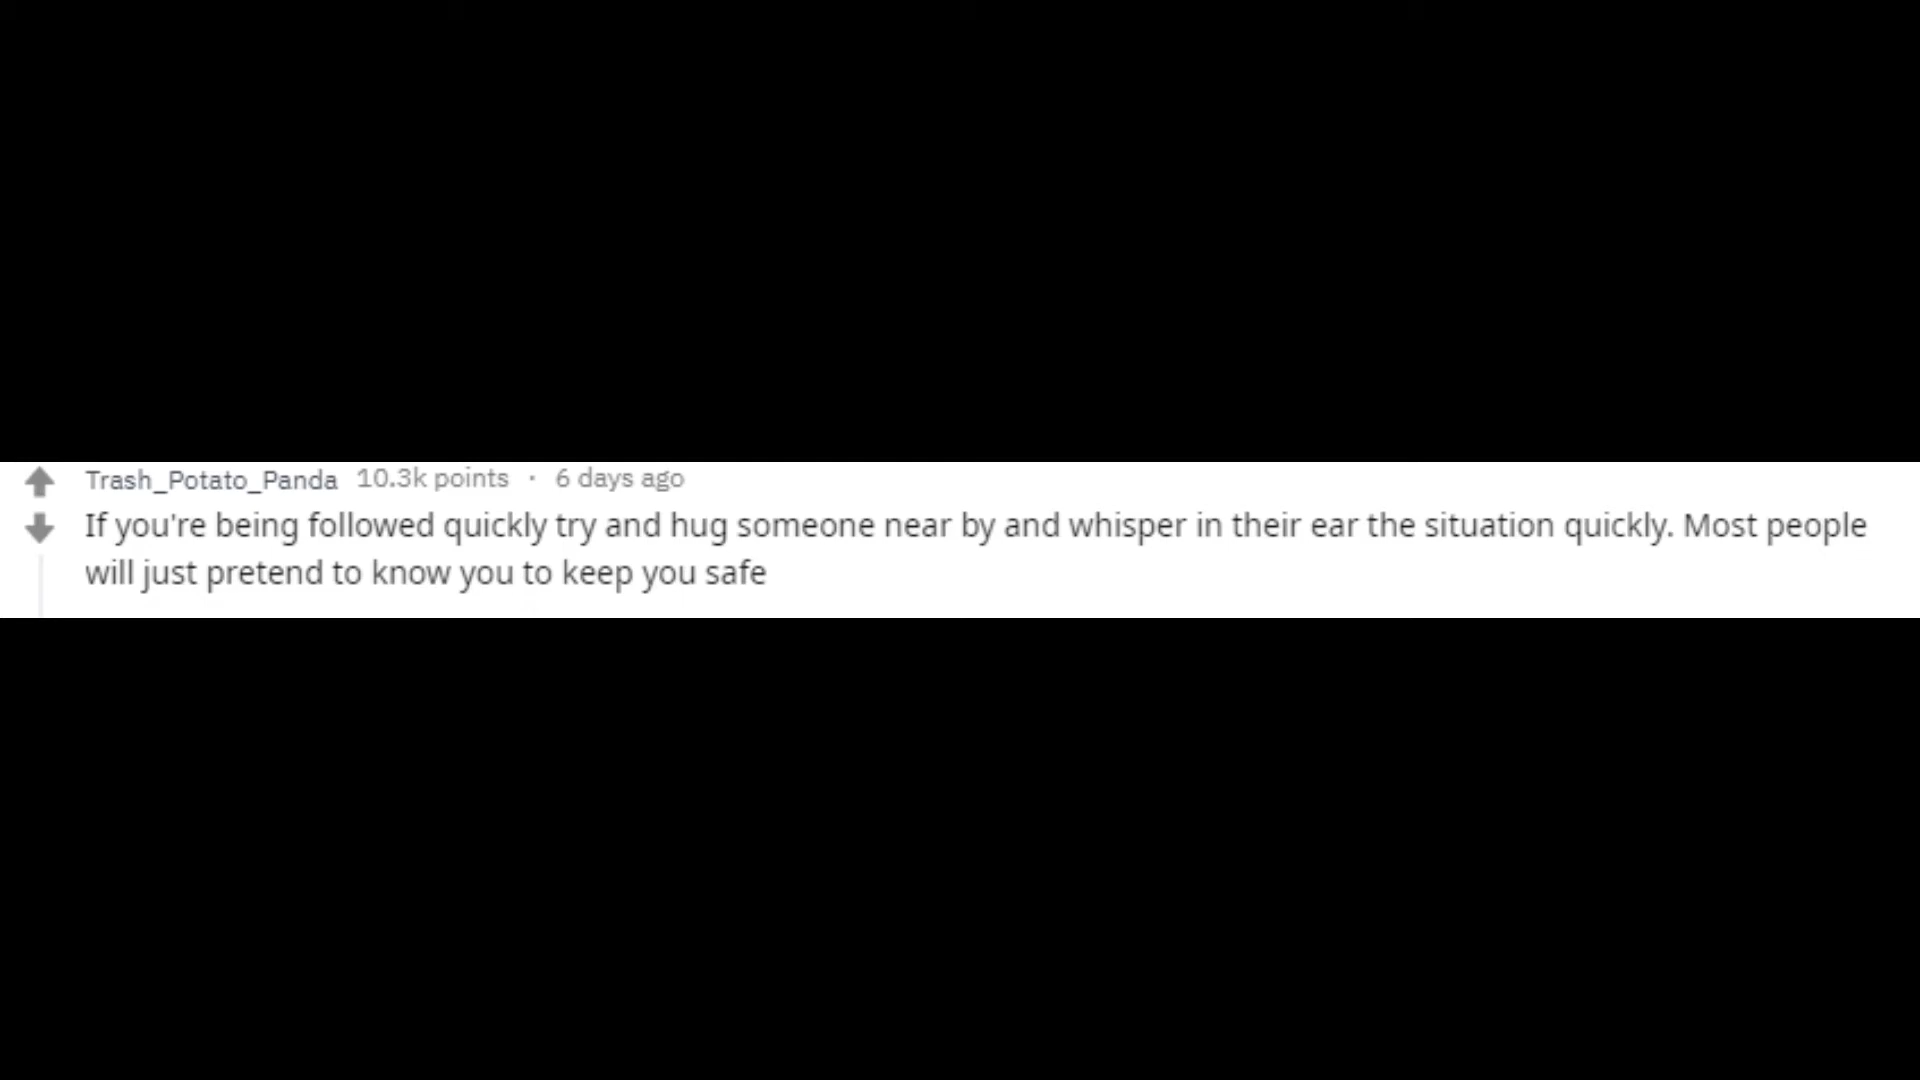 Trash_Potato_Panda 10.3k points · 6 days ago
If you're being followed quickly try and hug someone near by and whisper in their ear the situation quickly. Most people
will just pretend to know you to keep you safe